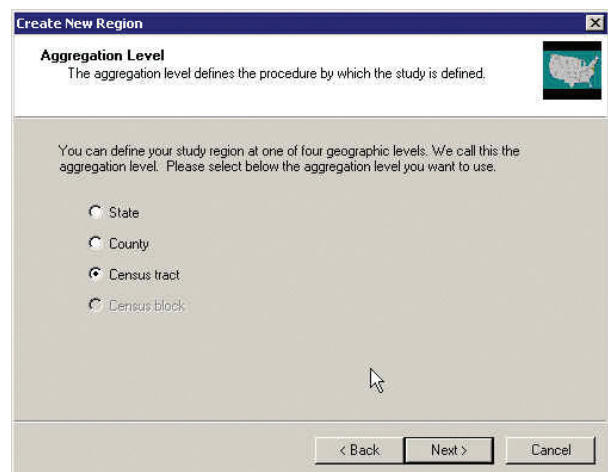 Create New Region
Aggregation Level
The aggregation level defines the procedure by which the study is defined.
You can define your study region at one of four geographic levels. We call this the
aggregation level. Please select below the aggregation level you want to use.
State
County
Census tract
Census block
< Back
Next >
Cancel